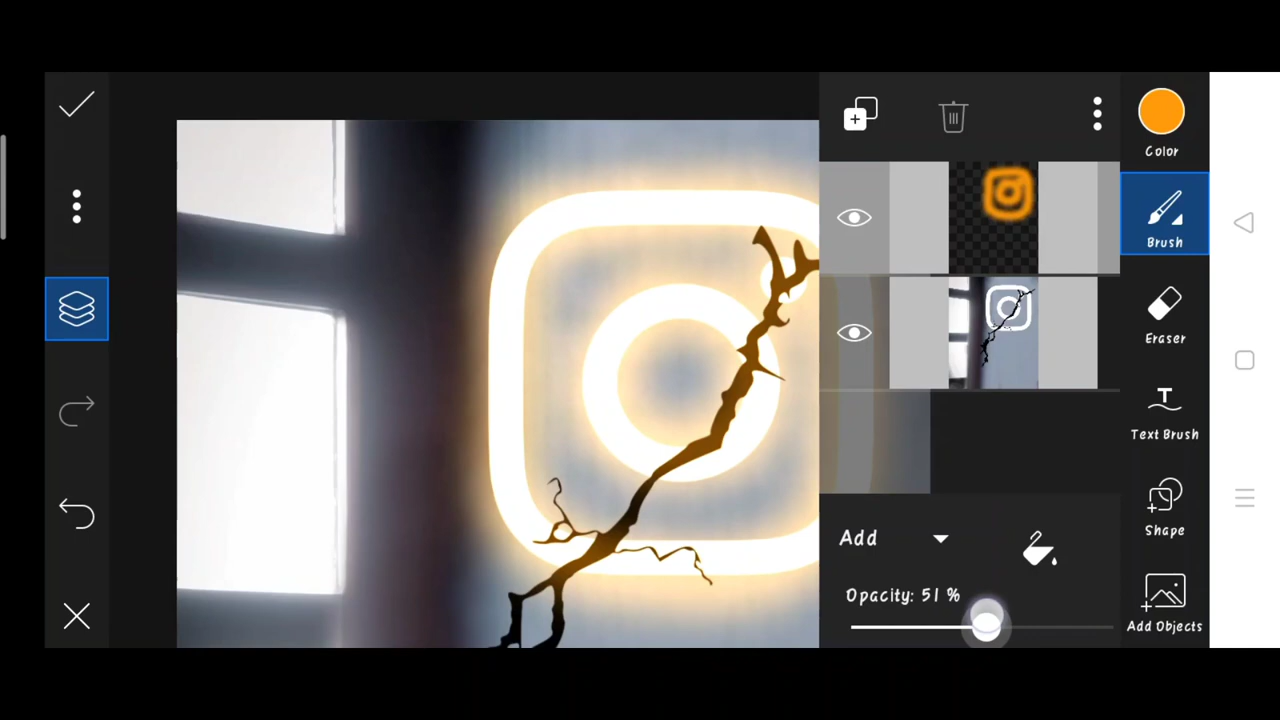 Color
Brush
Eraser
Text Brush
Shape
Add Objects
Add
Opacity: 51 %